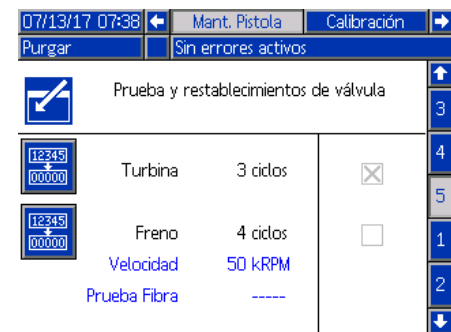 07/13/17 07:38 Mant. Pistola Calibración
Purgar Sin errores activos
Prueba y restablecimientos de válvula
3
12345
00000
Turbina 3 ciclos
4
5
12345
00000
Freno 4 ciclos
1
Velocidad 50 kRPM
2
Prueba Fibra -----